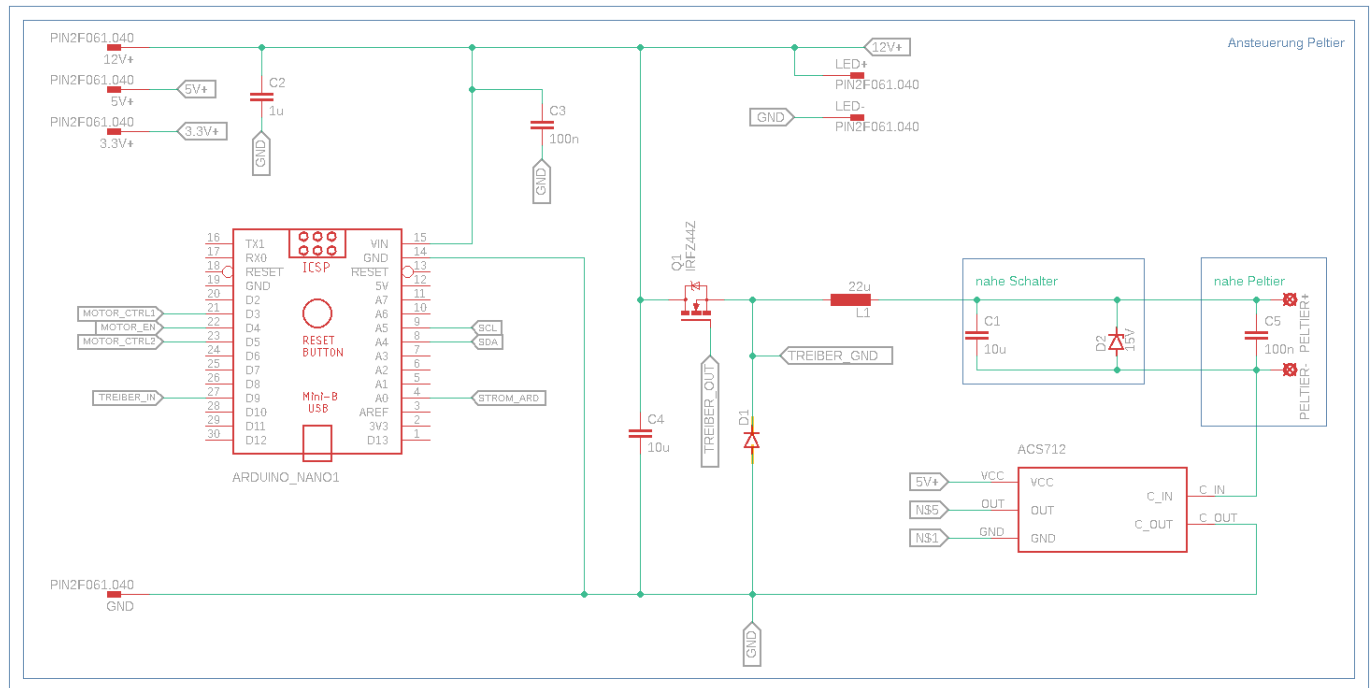 Ansteuerung Peltier
PIN2F061.040
12V+
PIN2F061.040
5V+
5V+
PIN2F061.040
3.3V+
3.3V+
C2
1u
GND
C3
100n
GND
12V+
LED+
PIN2F061.040
LED-
GND
PIN2F061.040
16 TX1
17 RX0
18 RESET
19 GND
20 D2
21 D3
22 D4
23 D5
24 D6
25 D7
26 D8
27 D9
28 D10
29 D11
30 D12
ICSP
RESET
BUTTON
Mini-B
USB
VIN 15
GND 14
RESET 13
5V 12
A7 11
A6 10
A5 9
A4 8
A3 7
A2 6
A1 5
A0 4
AREF 3
3V3 2
D13 1
MOTOR_CTRL1
MOTOR_EN
MOTOR_CTRL2
TREIBER_IN
SCL
SDA
STROM_ARD
ARDUINO_NANO1
Q1
IRFZ44Z
TREIBER_OUT
C4
10u
D1
TREIBER_GND
22u
L1
nahe Schalter
C1
10u
D2
15V
nahe Peltier
C5
100n
PELTIER+
PELTIER-
ACS712
5V+ VCC VCC
N$5 OUT OUT
N$1 GND GND
C_IN C_IN
C_OUT C_OUT
PIN2F061.040
GND
GND